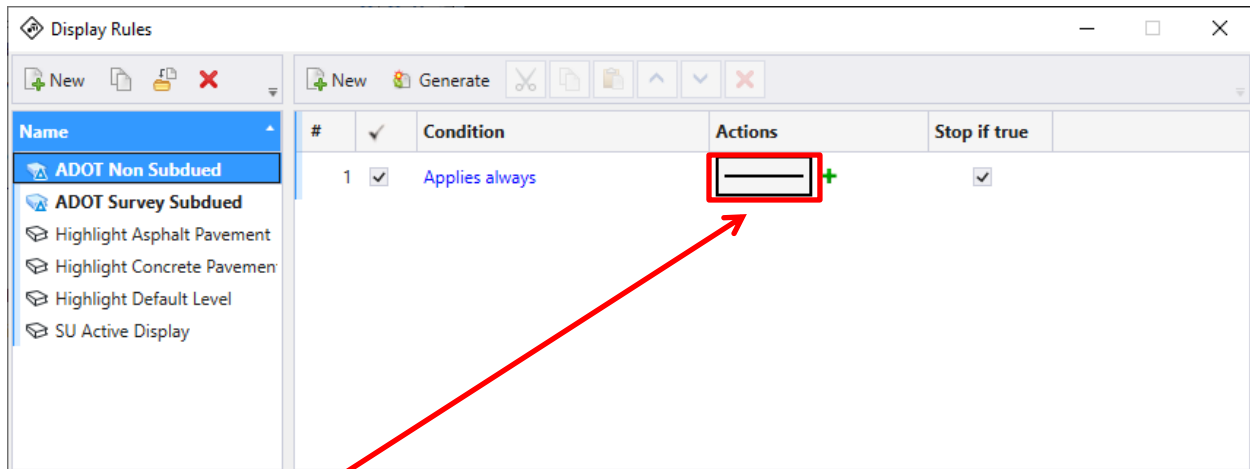 Display Rules
New
New Generate
Name
# Condition Actions Stop if true
ADOT Non Subdued
1 Applies always
ADOT Survey Subdued
Highlight Asphalt Pavement
Highlight Concrete Pavemen
Highlight Default Level
SU Active Display